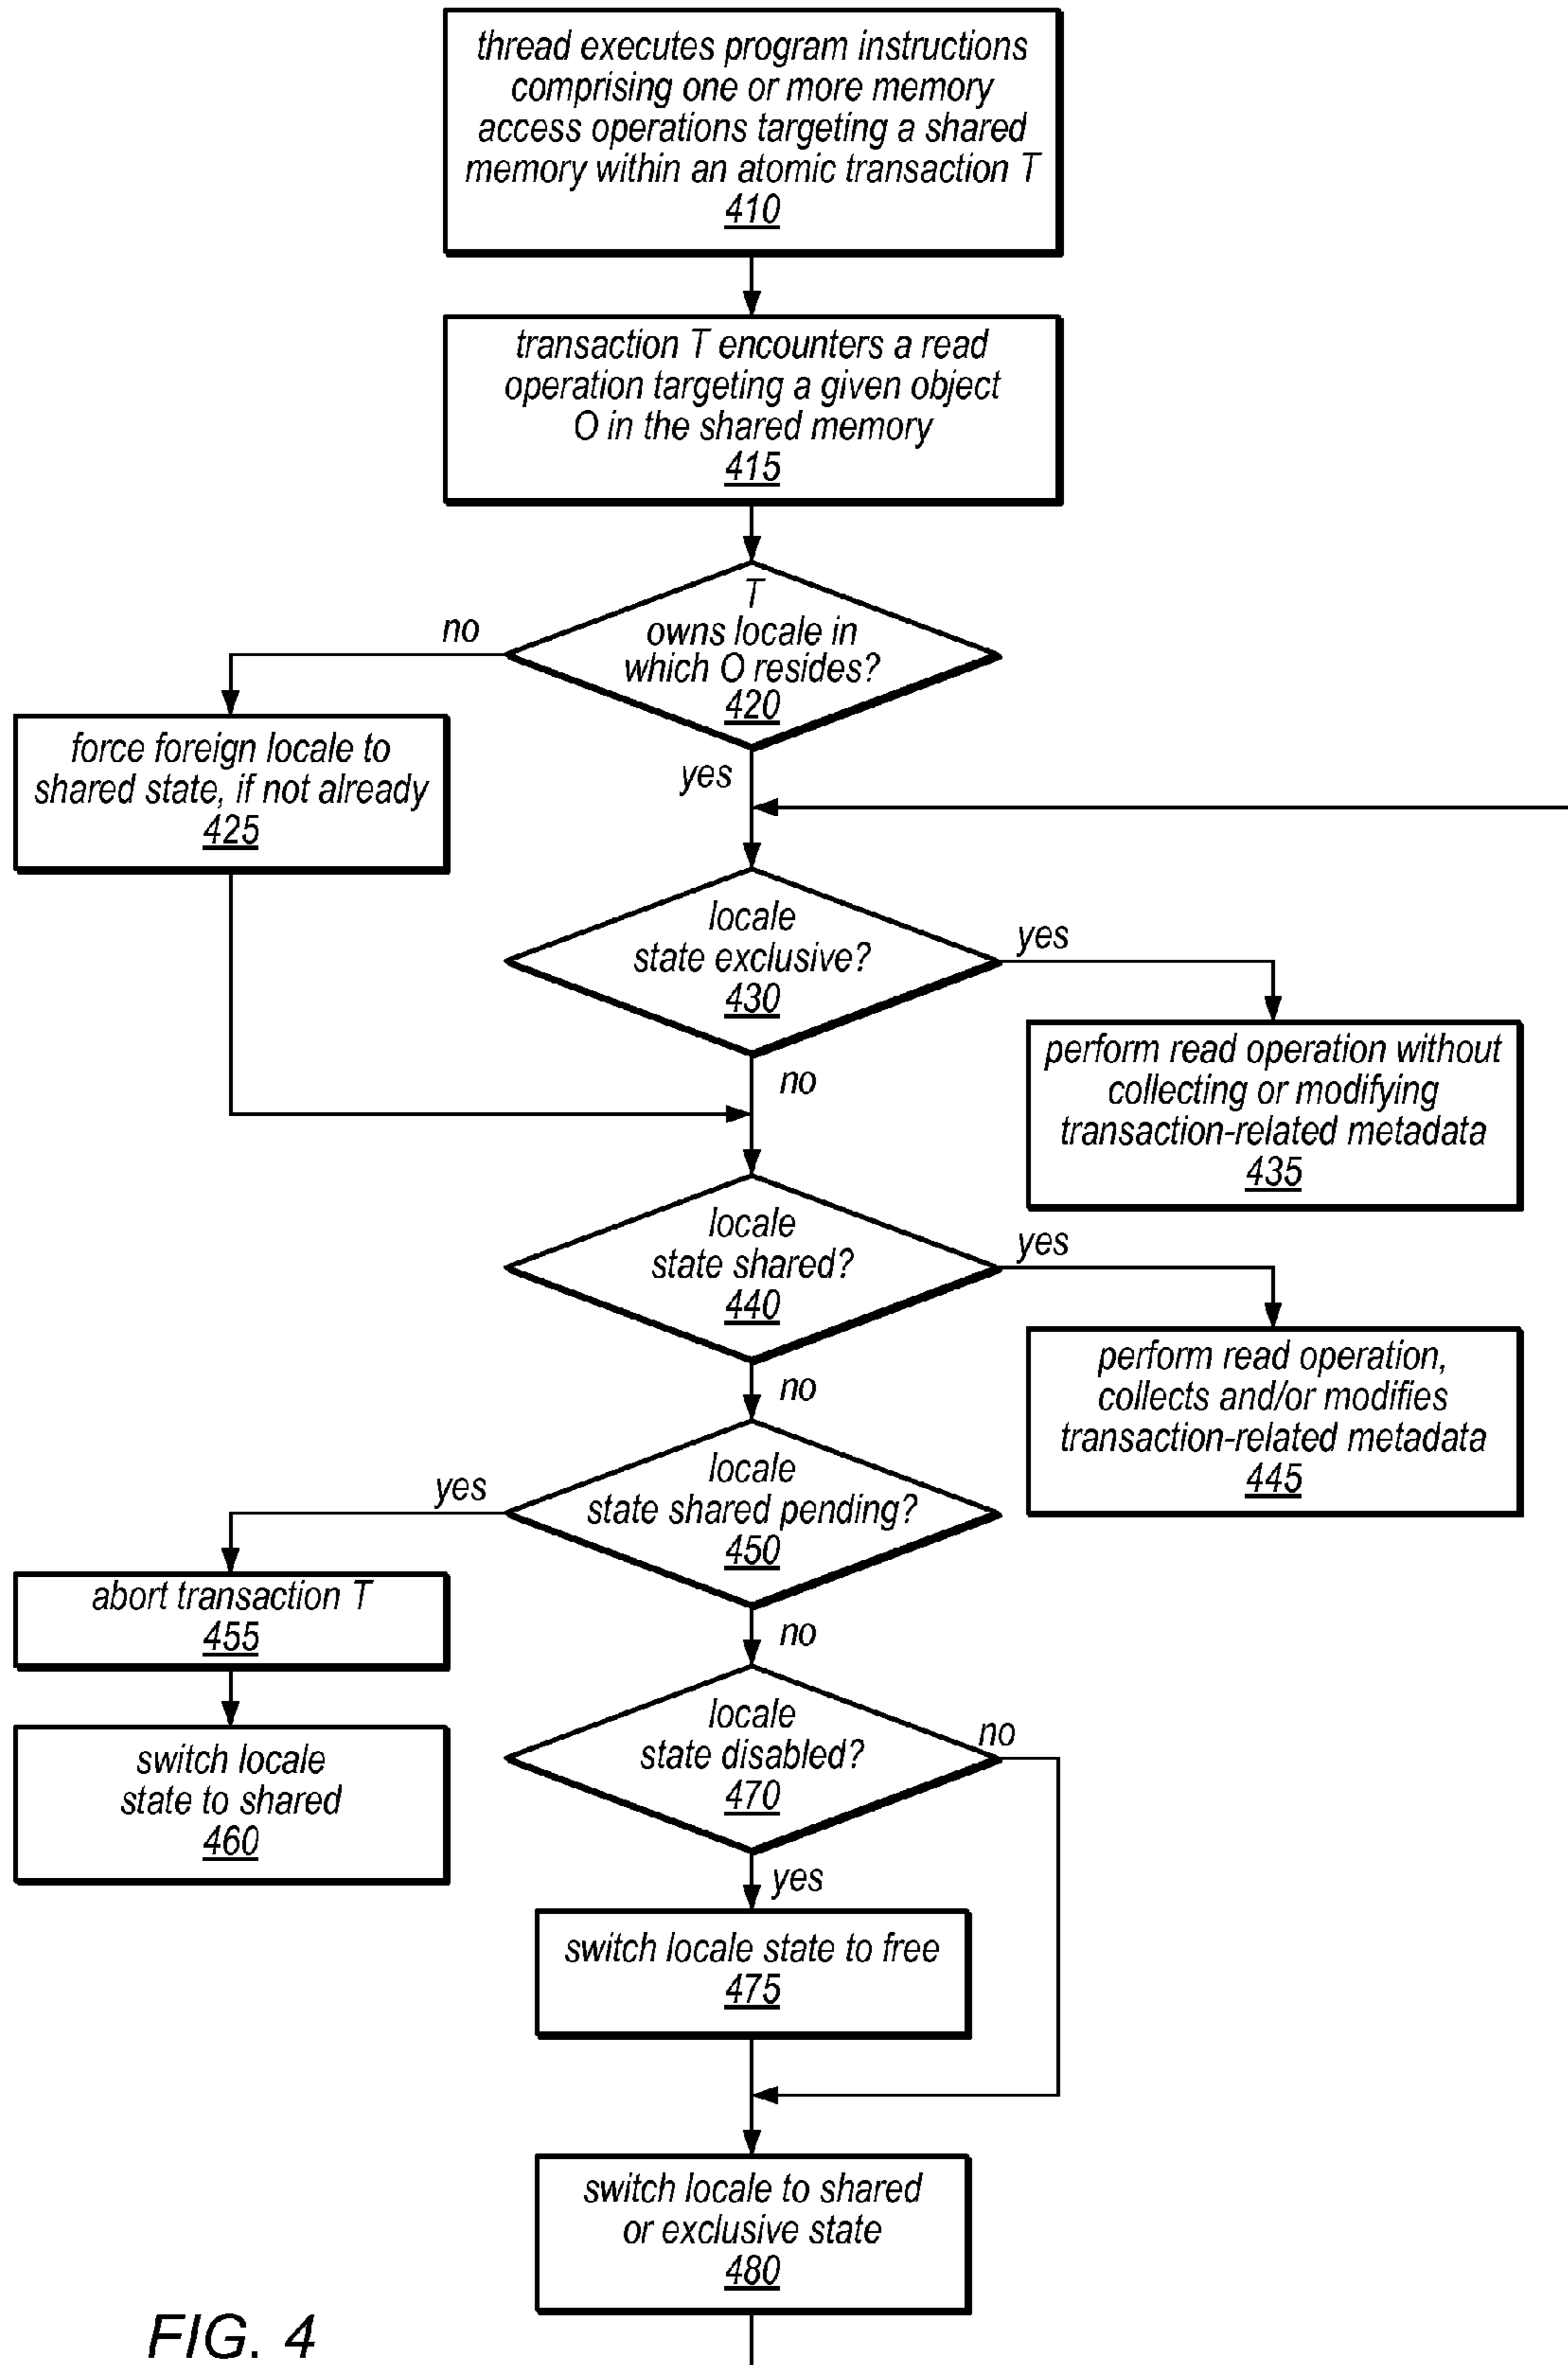 thread executes program instructions
comprising one or more memory
access operations targeting a shared
memory within an atomic transaction T
410
transaction T encounters a read
operation targeting a given object
O in the shared memory
415
T
owns locale in
which O resides?
420
no
yes
force foreign locale to
shared state, if not already
425
locale
state exclusive?
430
yes
no
perform read operation without
collecting or modifying
transaction-related metadata
435
locale
state shared?
440
yes
no
perform read operation,
collects and/or modifies
transaction-related metadata
445
locale
state shared pending?
450
yes
no
abort transaction T
455
switch locale
state to shared
460
locale
state disabled?
470
no
yes
switch locale state to free
475
switch locale to shared
or exclusive state
480
FIG. 4